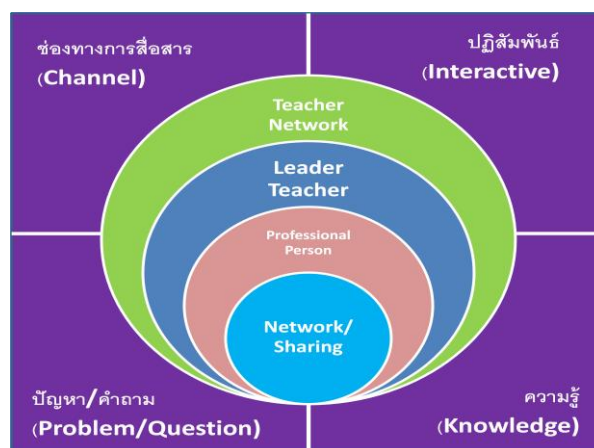 ช่องทางการสื่อสาร
(Channel)
ปฏิสัมพันธ์
(Interactive)
Teacher
Network
Leader
Teacher
Professional
Person
Network/
Sharing
ปัญหา/คำถาม
(Problem/Question)
ความรู้
(Knowledge)